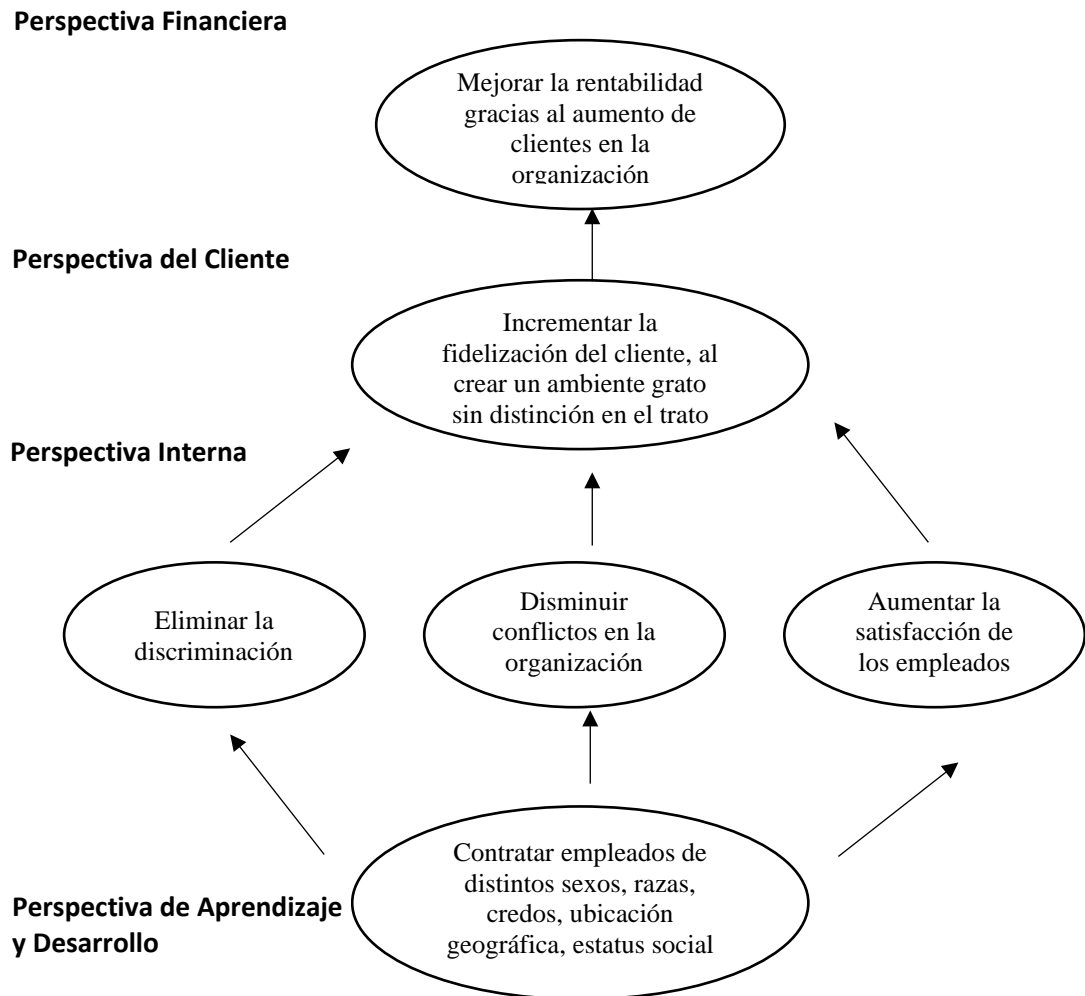 Perspectiva Financiera
Mejorar la rentabilidad
gracias al aumento de
clientes en la
organización
Perspectiva del Cliente
Incrementar la
fidelización del cliente, al
crear un ambiente grato
sin distinción en el trato
Perspectiva Interna
Eliminar la
discriminación
Disminuir
conflictos en la
organización
Aumentar la
satisfacción de
los empleados
Contratar empleados de
distintos sexos, razas,
credos, ubicación
geográfica, estatus social
Perspectiva de Aprendizaje
y Desarrollo